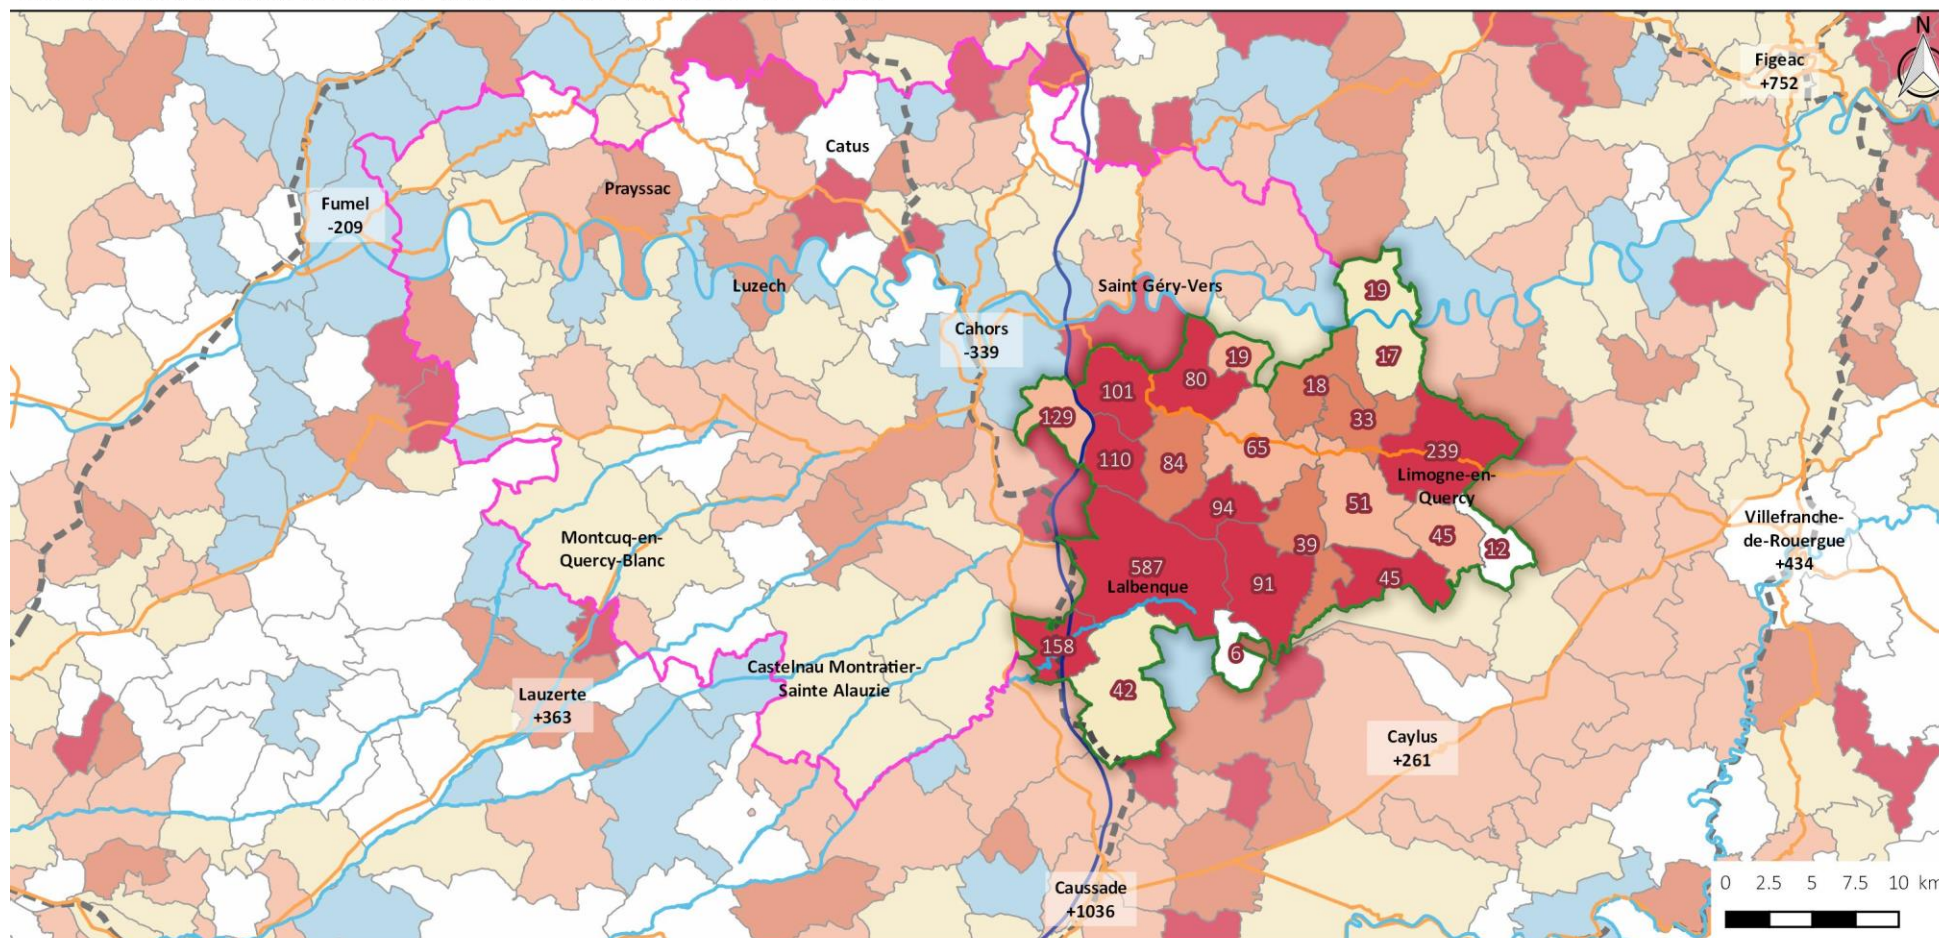 N
Figeac
+752
Catus
Prayssac
Fumel
-209
Luzech
Saint Géry-Vers
19
Cahors
-339
19
17
80
18
101
129
33
65
239
110
84
Limogne-en-
Quercy
94
51
Villefranche-
de-Rouergue
+434
Montcuq-en-
Quercy-Blanc
45
39
12
587
Lalbenque
91
45
158
6
Castelnau Montratier-
Sainte Alauzie
42
Lauzerte
+363
Caylus
+261
Caussade
+1036
0 2.5 5 7.5 10 km